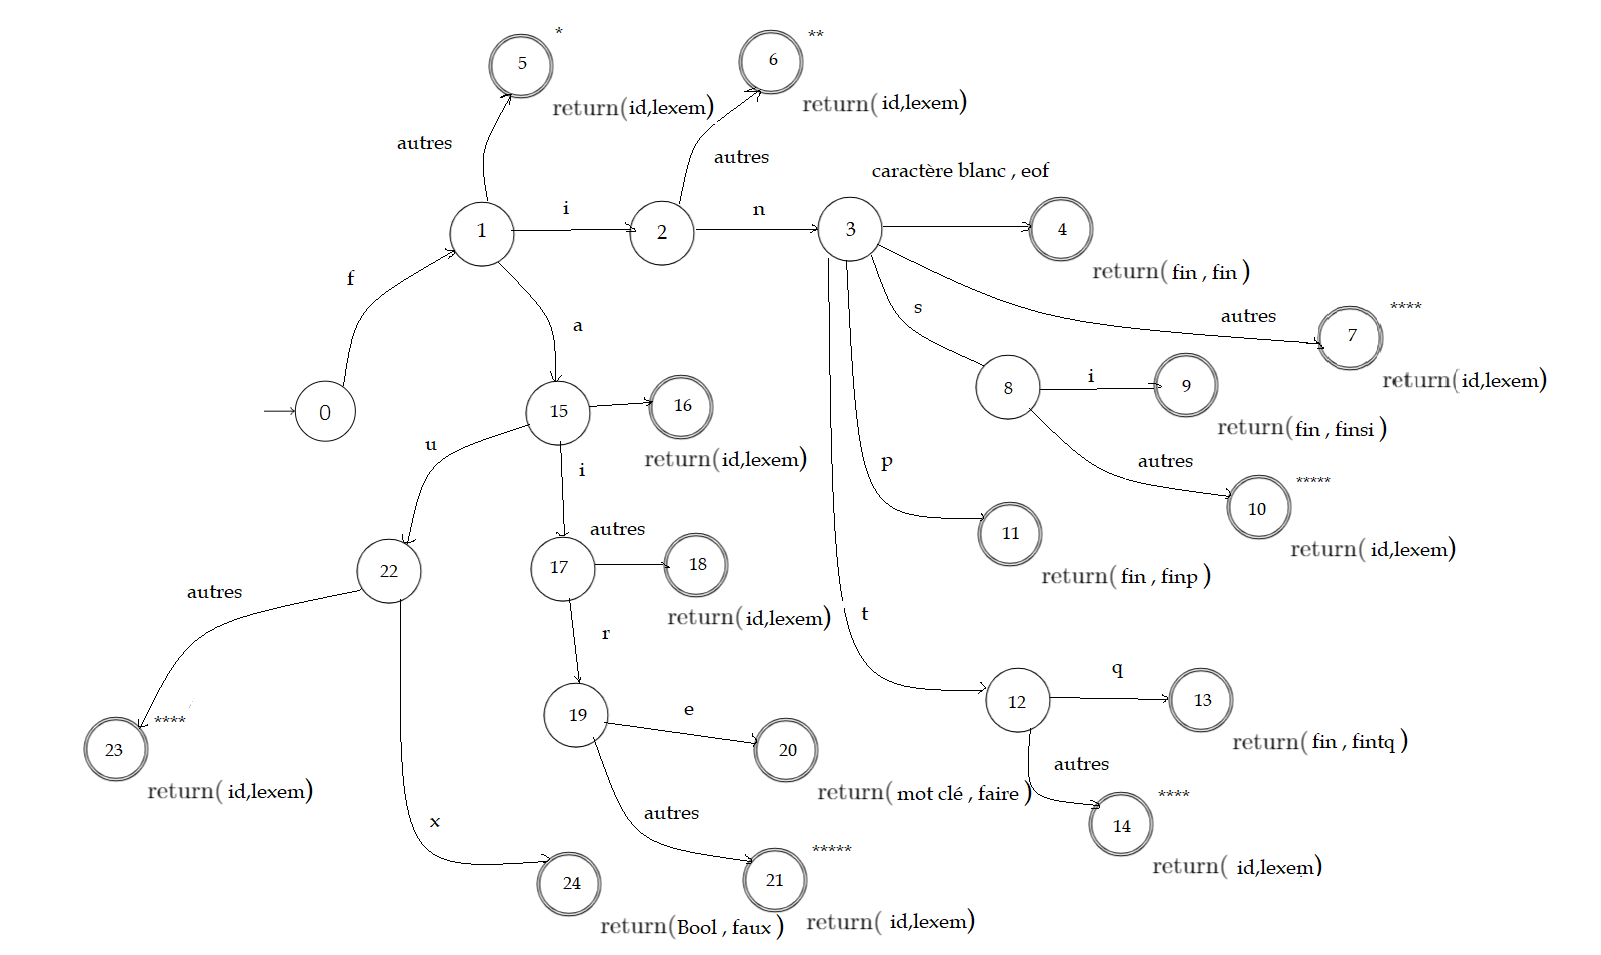 *
5
return(id,lexem)
**
6
return( id,lexem)
autres
autres
caractère blanc , eof
f
1
i
2
n
3
4
return( fin , fin )
a
s
autres
****
7
return(id,lexem)
0
15
16
return(id,lexem)
8
i
9
return(fin , finsi )
u
i
p
autres
*****
10
return( id,lexem)
11
return( fin , finp )
22
autres
17
autres
18
return( id,lexem)
r
t
19
e
20
return( mot clé , faire )
12
q
13
return( fin , fintq )
****
23
return( id,lexem)
x
autres
autres
****
14
return( id,lexem)
24
return(Bool , faux )
*****
21
return( id,lexem)